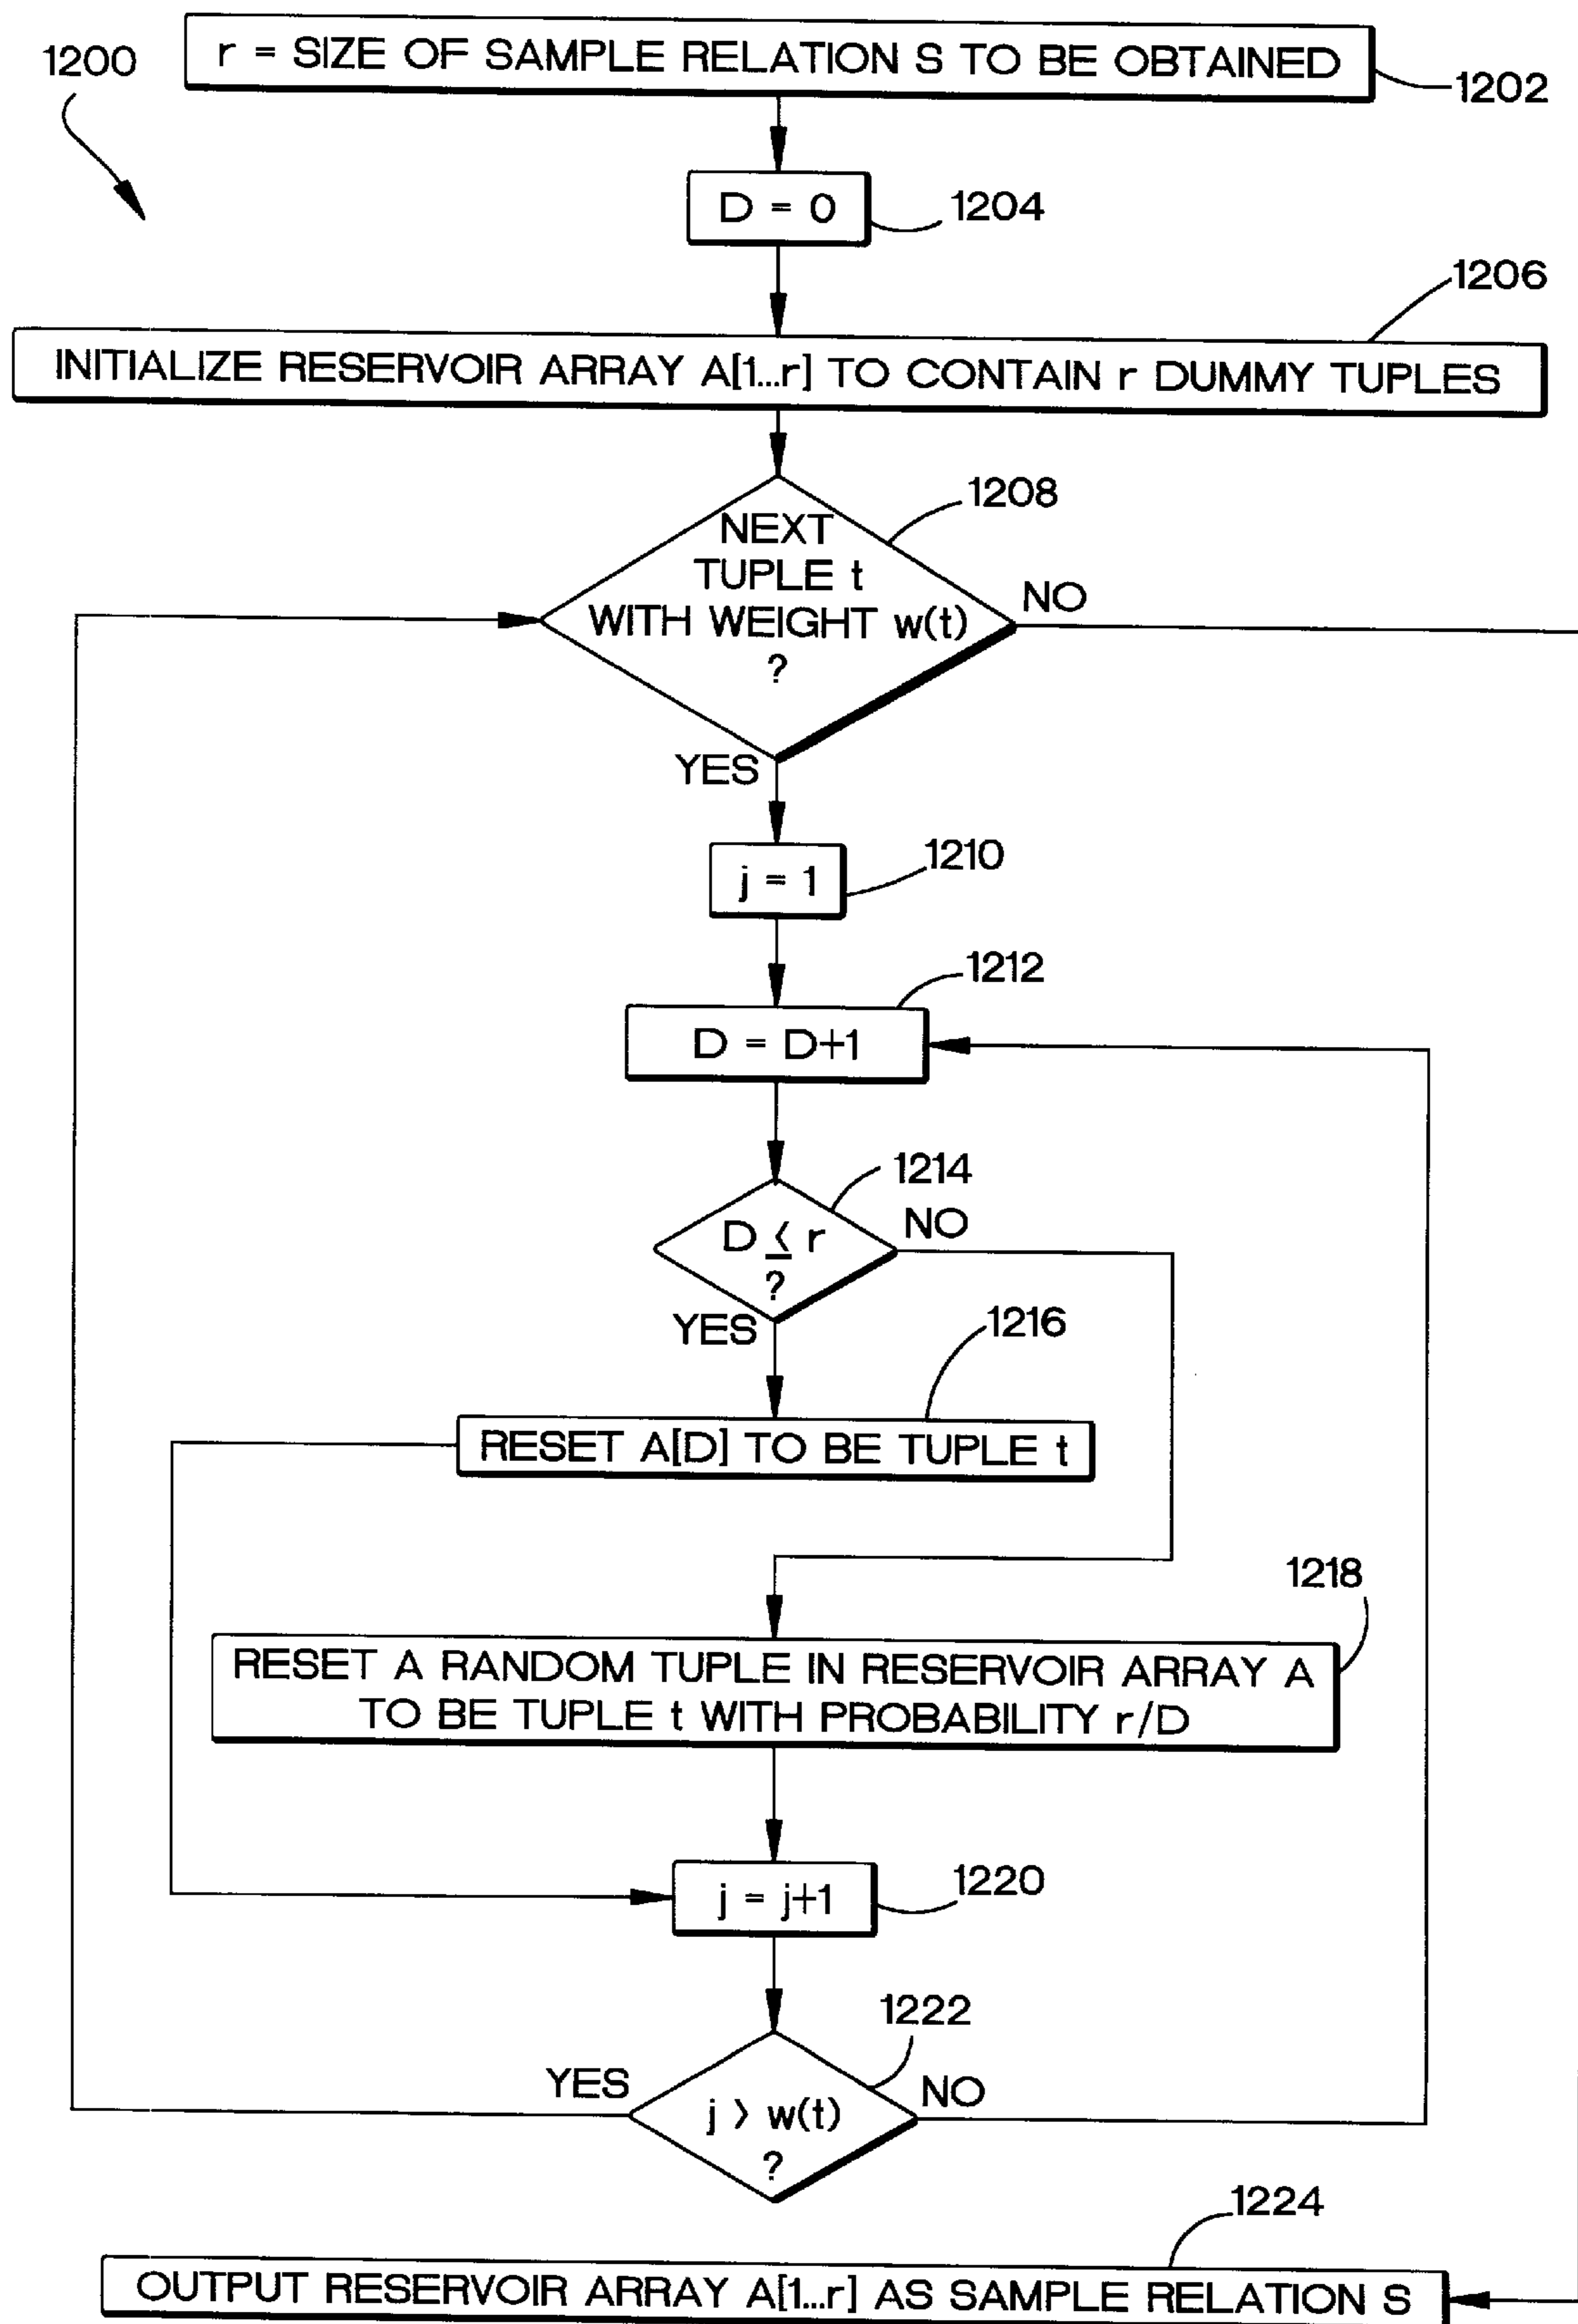 1200
r = SIZE OF SAMPLE RELATION S TO BE OBTAINED
1202
D = 0
1204
1206
INITIALIZE RESERVOIR ARRAY A[1...r] TO CONTAIN r DUMMY TUPLES
1208
NEXT
TUPLE t
WITH WEIGHT w(t)
?
NO
YES
j = 1
1210
1212
D = D+1
1214
D ≤ r
?
NO
YES
1216
RESET A[D] TO BE TUPLE t
1218
RESET A RANDOM TUPLE IN RESERVOIR ARRAY A
TO BE TUPLE t WITH PROBABILITY r/D
j = j+1
1220
1222
YES
j > w(t)
?
NO
1224
OUTPUT RESERVOIR ARRAY A[1...r] AS SAMPLE RELATION S